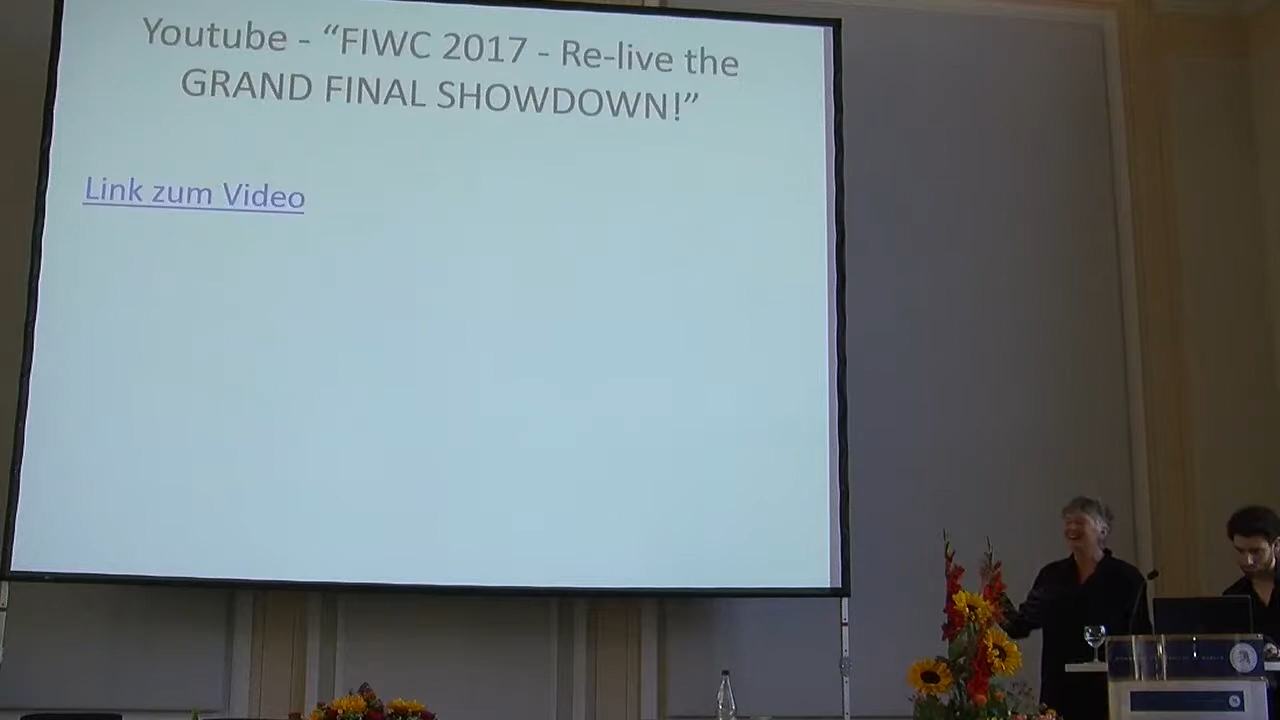 Youtube - “FIWC 2017 - Re-live the
GRAND FINAL SHOWDOWN!”
Link zum Video